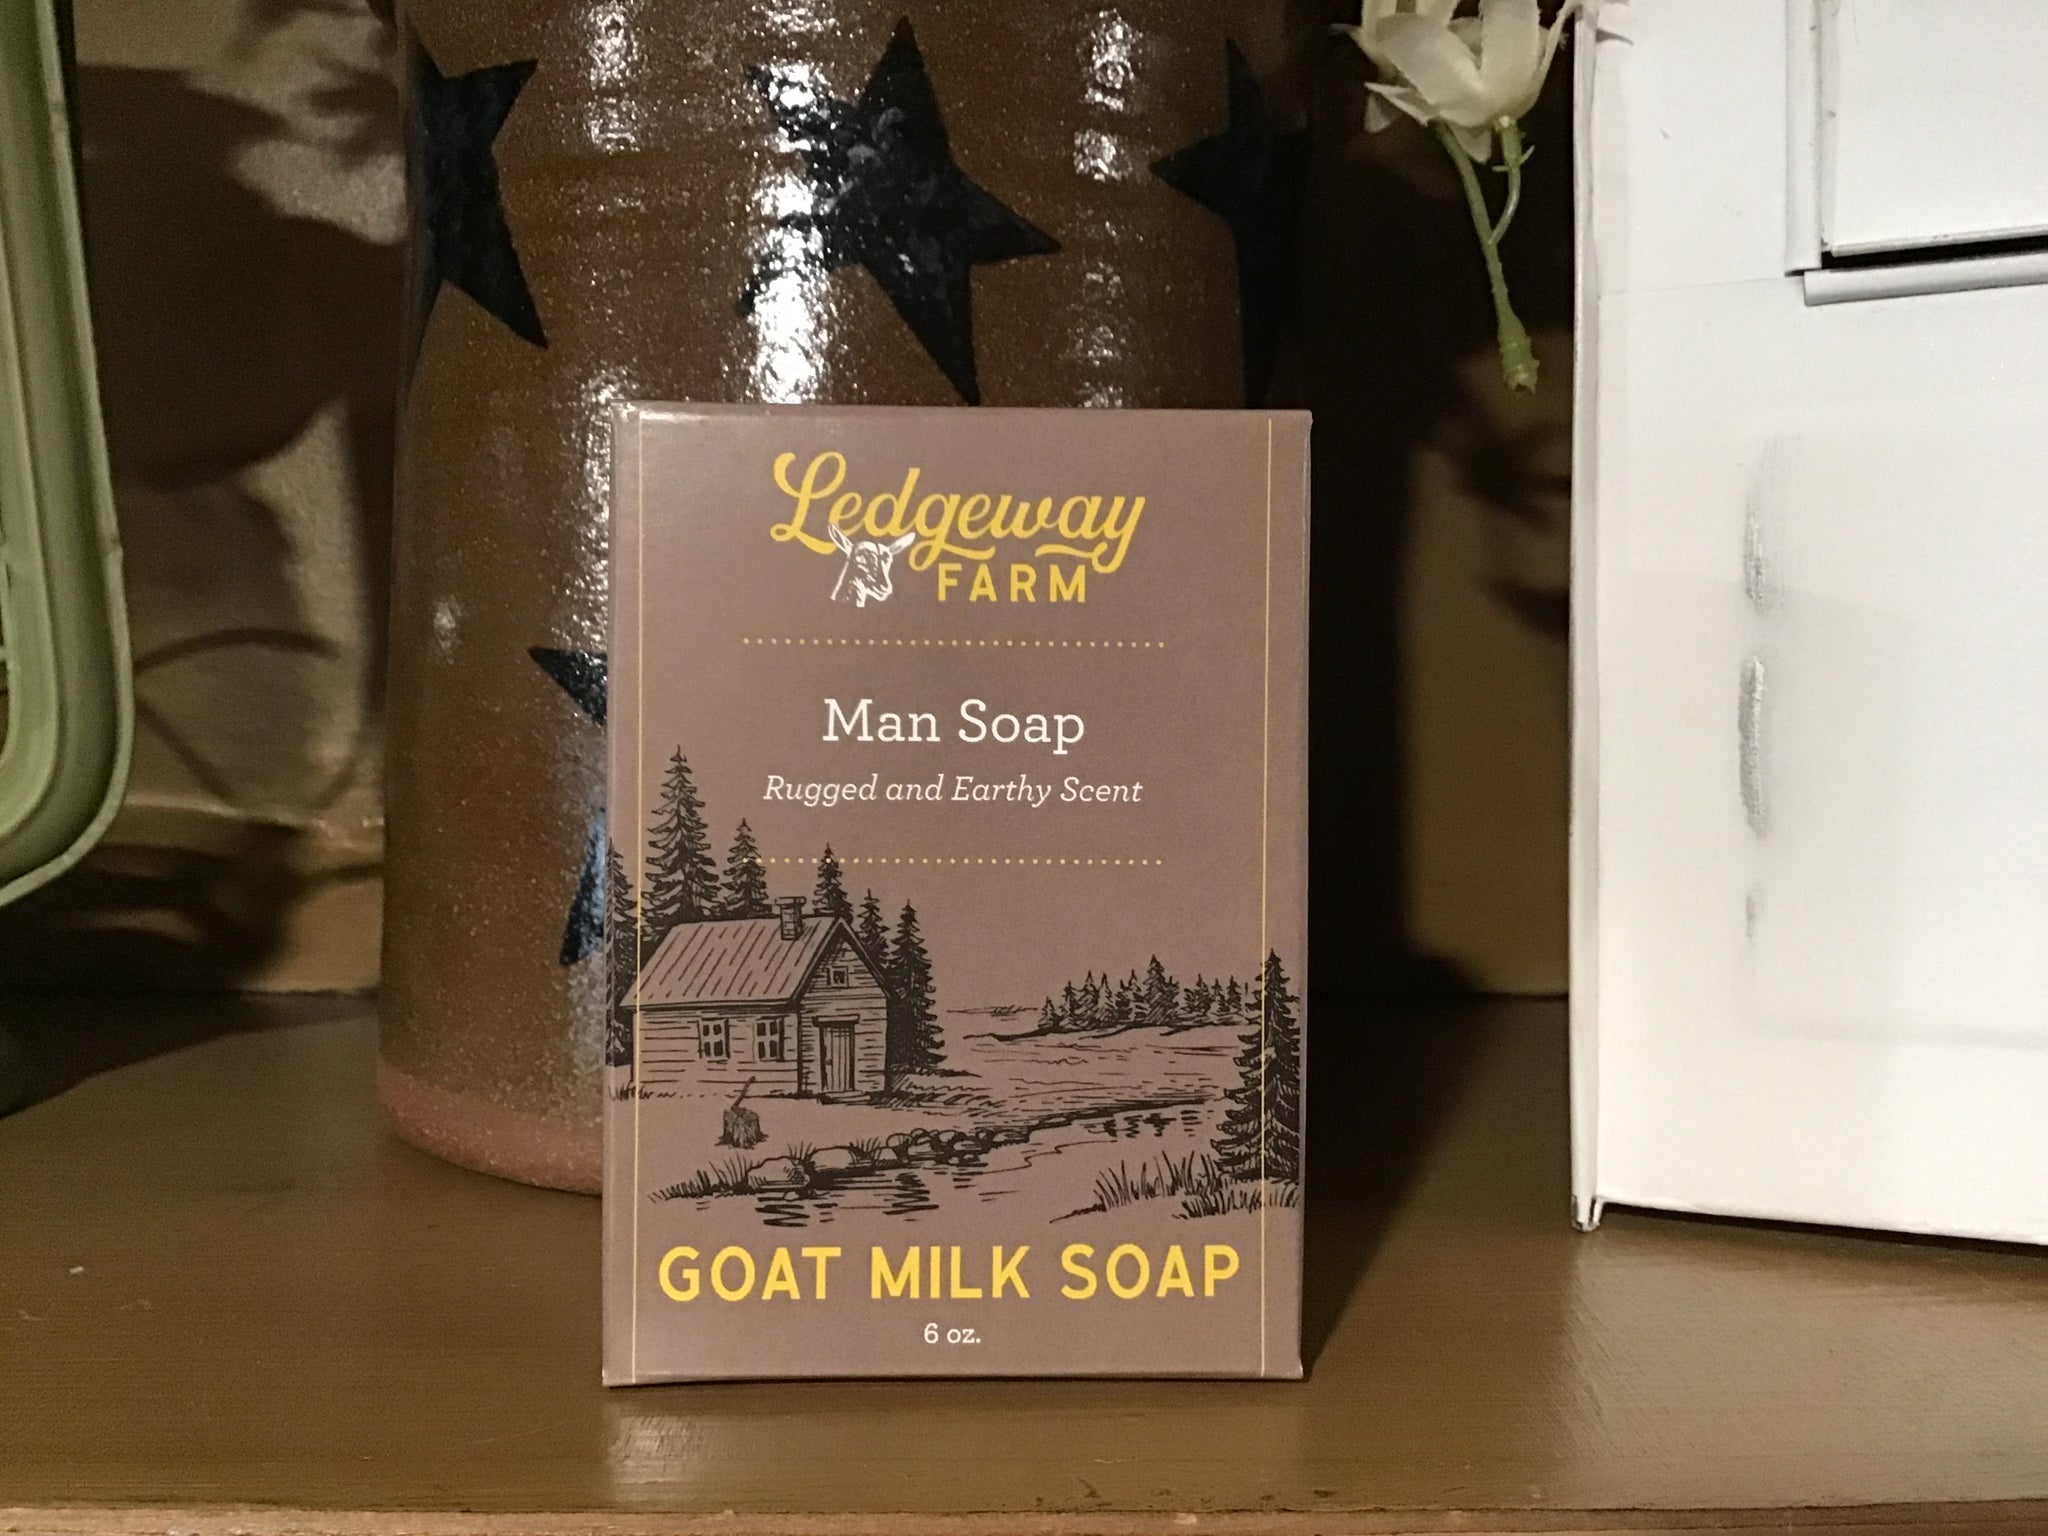 Ledgeway
FARM
Man Soap
Rugged and Earthy Scent
GOAT MILK SOAP
6 oz.